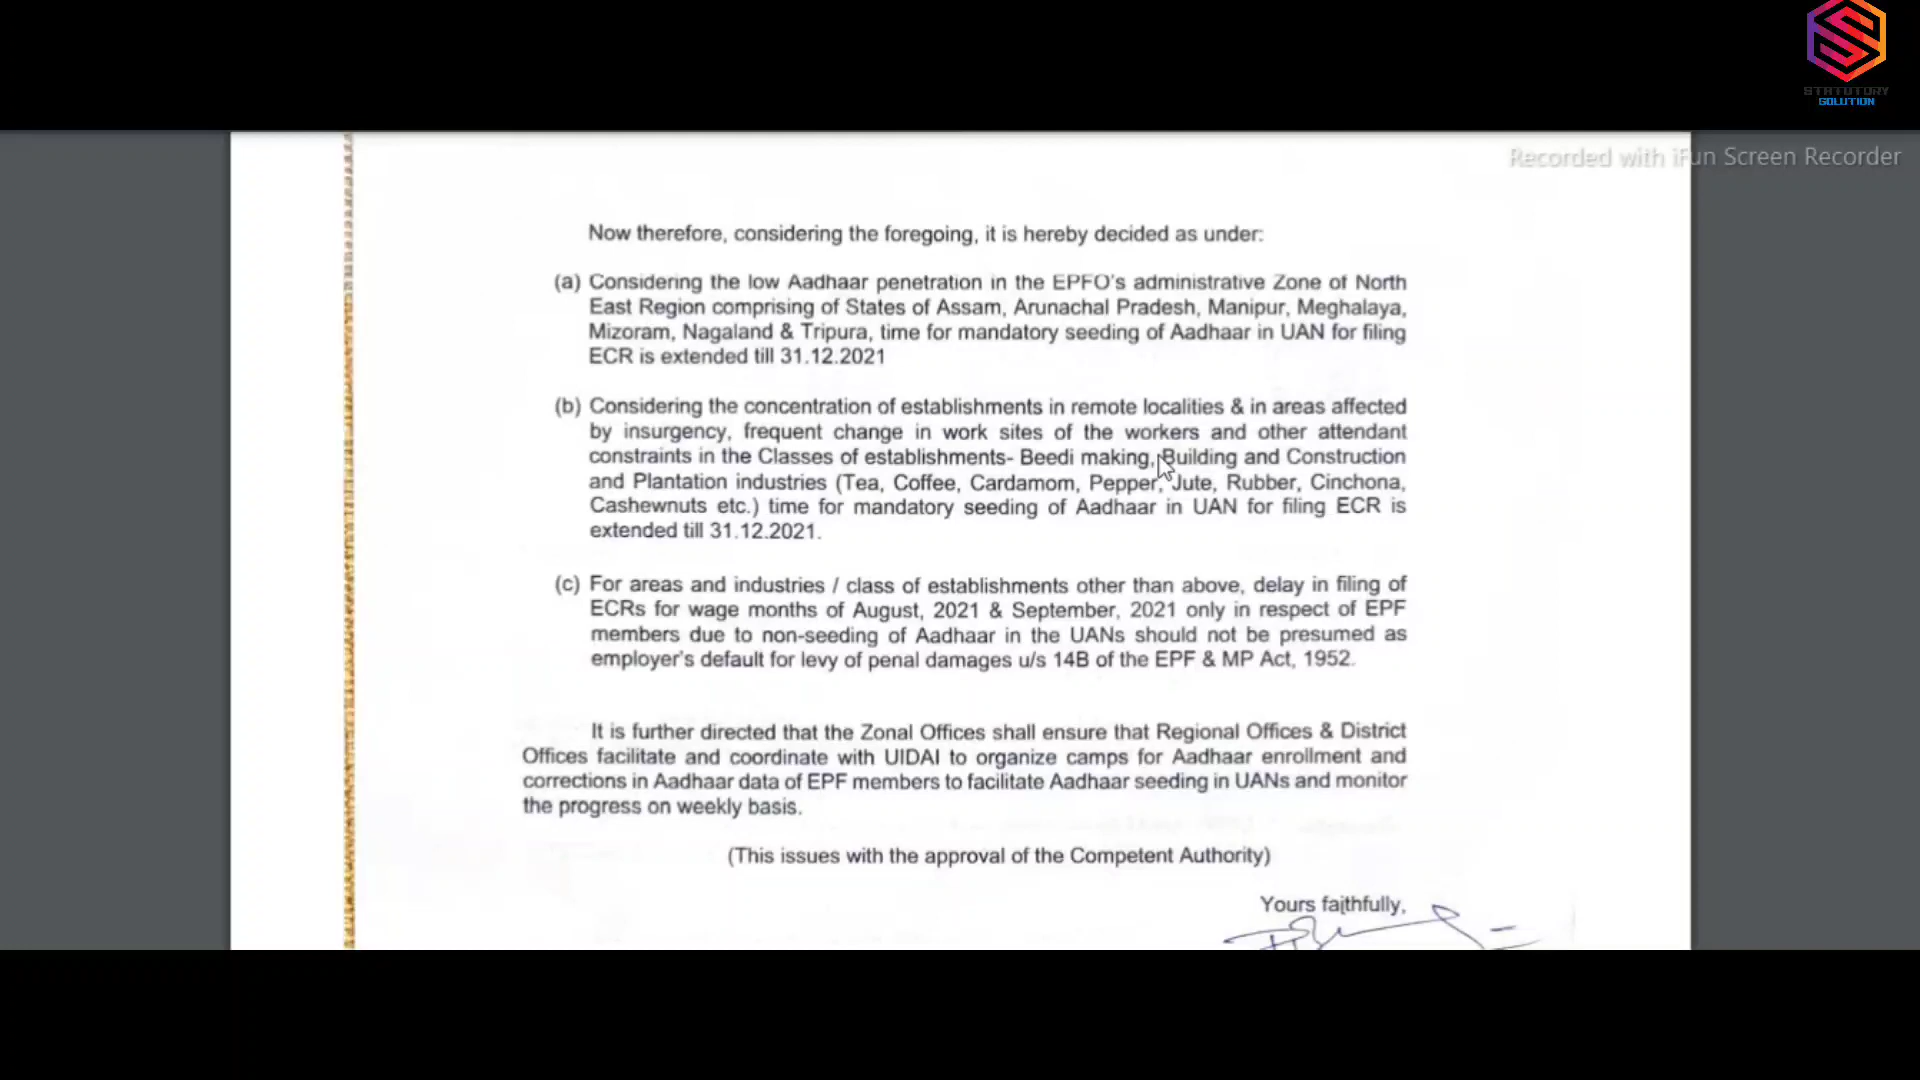 STATUTORY
SOLUTION
Recorded with iFun Screen Recorder
Now therefore, considering the foregoing, it is hereby decided as under:
(a) Considering the low Aadhaar penetration in the EPFO's administrative Zone of North
East Region comprising of States of Assam, Arunachal Pradesh, Manipur, Meghalaya,
Mizoram, Nagaland & Tripura, time for mandatory seeding of Aadhaar in UAN for filing
ECR is extended till 31.12.2021
(b) Considering the concentration of establishments in remote localities & in areas affected
by insurgency, frequent change in work sites of the workers and other attendant
constraints in the Classes of establishments- Beedi making, Building and Construction
and Plantation industries (Tea, Coffee, Cardamom, Pepper, Jute, Rubber, Cinchona,
Cashewnuts etc.) time for mandatory seeding of Aadhaar in UAN for filing ECR is
extended till 31.12.2021.
(c) For areas and industries / class of establishments other than above, delay in filing of
ECRs for wage months of August, 2021 & September, 2021 only in respect of EPF
members due to non-seeding of Aadhaar in the UANs should not be presumed as
employer's default for levy of penal damages u/s 14B of the EPF & MP Act, 1952.
It is further directed that the Zonal Offices shall ensure that Regional Offices & District
Offices facilitate and coordinate with UIDAI to organize camps for Aadhaar enrollment and
corrections in Aadhaar data of EPF members to facilitate Aadhaar seeding in UANs and monitor
the progress on weekly basis.
(This issues with the approval of the Competent Authority)
Yours faithfully,